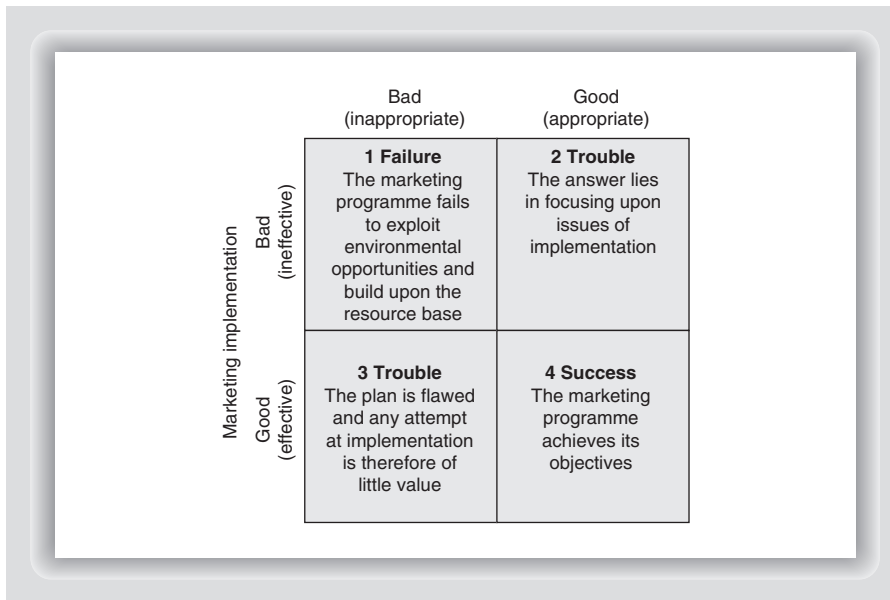 Bad
(inappropriate)
Good
(appropriate)
Marketing implementation
Bad
(ineffective)
Good
(effective)
1 Failure
The marketing
programme fails
to exploit
environmental
opportunities and
build upon the
resource base
2 Trouble
The answer lies
in focusing upon
issues of
implementation
3 Trouble
The plan is flawed
and any attempt
at implementation
is therefore of
little value
4 Success
The marketing
programme
achieves its
objectives